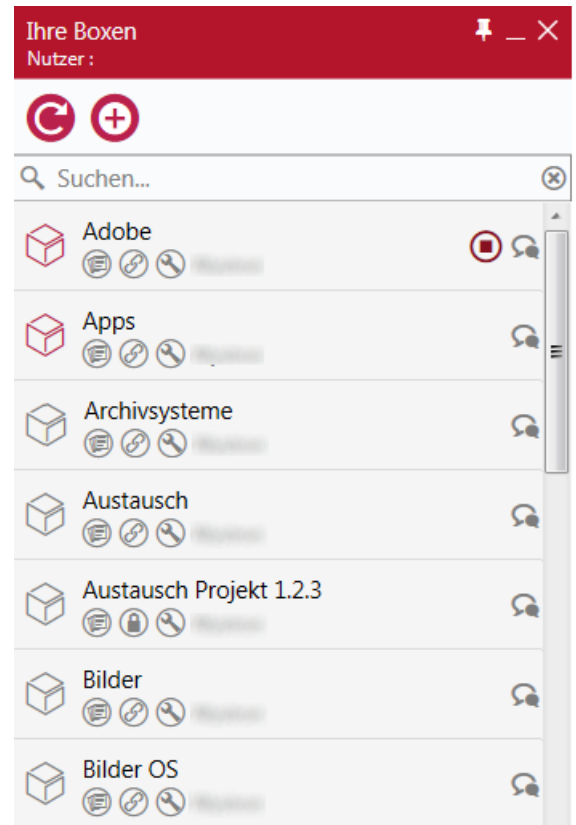 Ihre Boxen
Nutzer :
Suchen...
Adobe
Apps
Archivsysteme
Austausch
Austausch Projekt 1.2.3
Bilder
Bilder OS